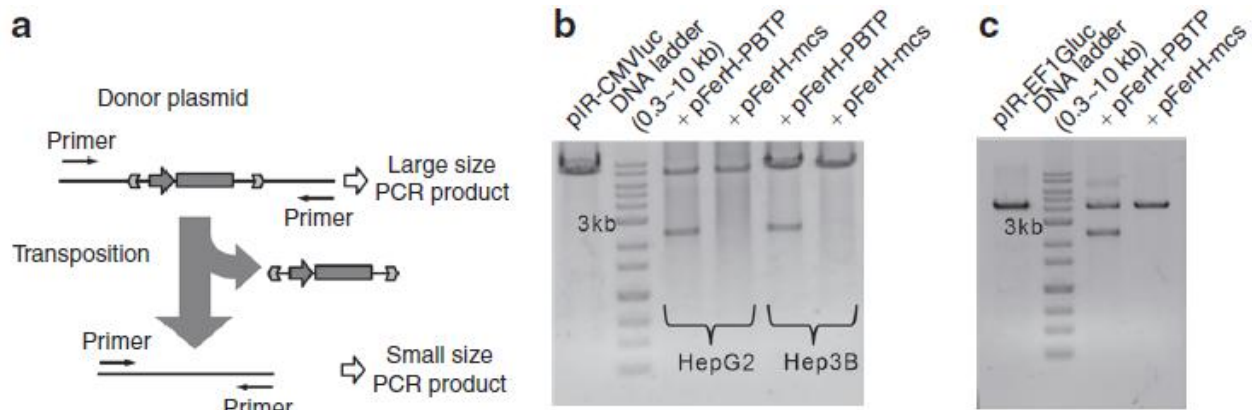 a
Donor plasmid
Primer
Large size
PCR product
Primer
Transposition
Primer
Small size
PCR product
Primer
b
pIR-CMVluc
DNA ladder
(0.3~10 kb)
+ pFerH-PBTP
+ pFerH-mcs
+ pFerH-PBTP
+ pFerH-mcs
3kb
HepG2
Hep3B
c
pIR-EF1Gluc
DNA ladder
(0.3~10 kb)
+ pFerH-PBTP
+ pFerH-mcs
3kb